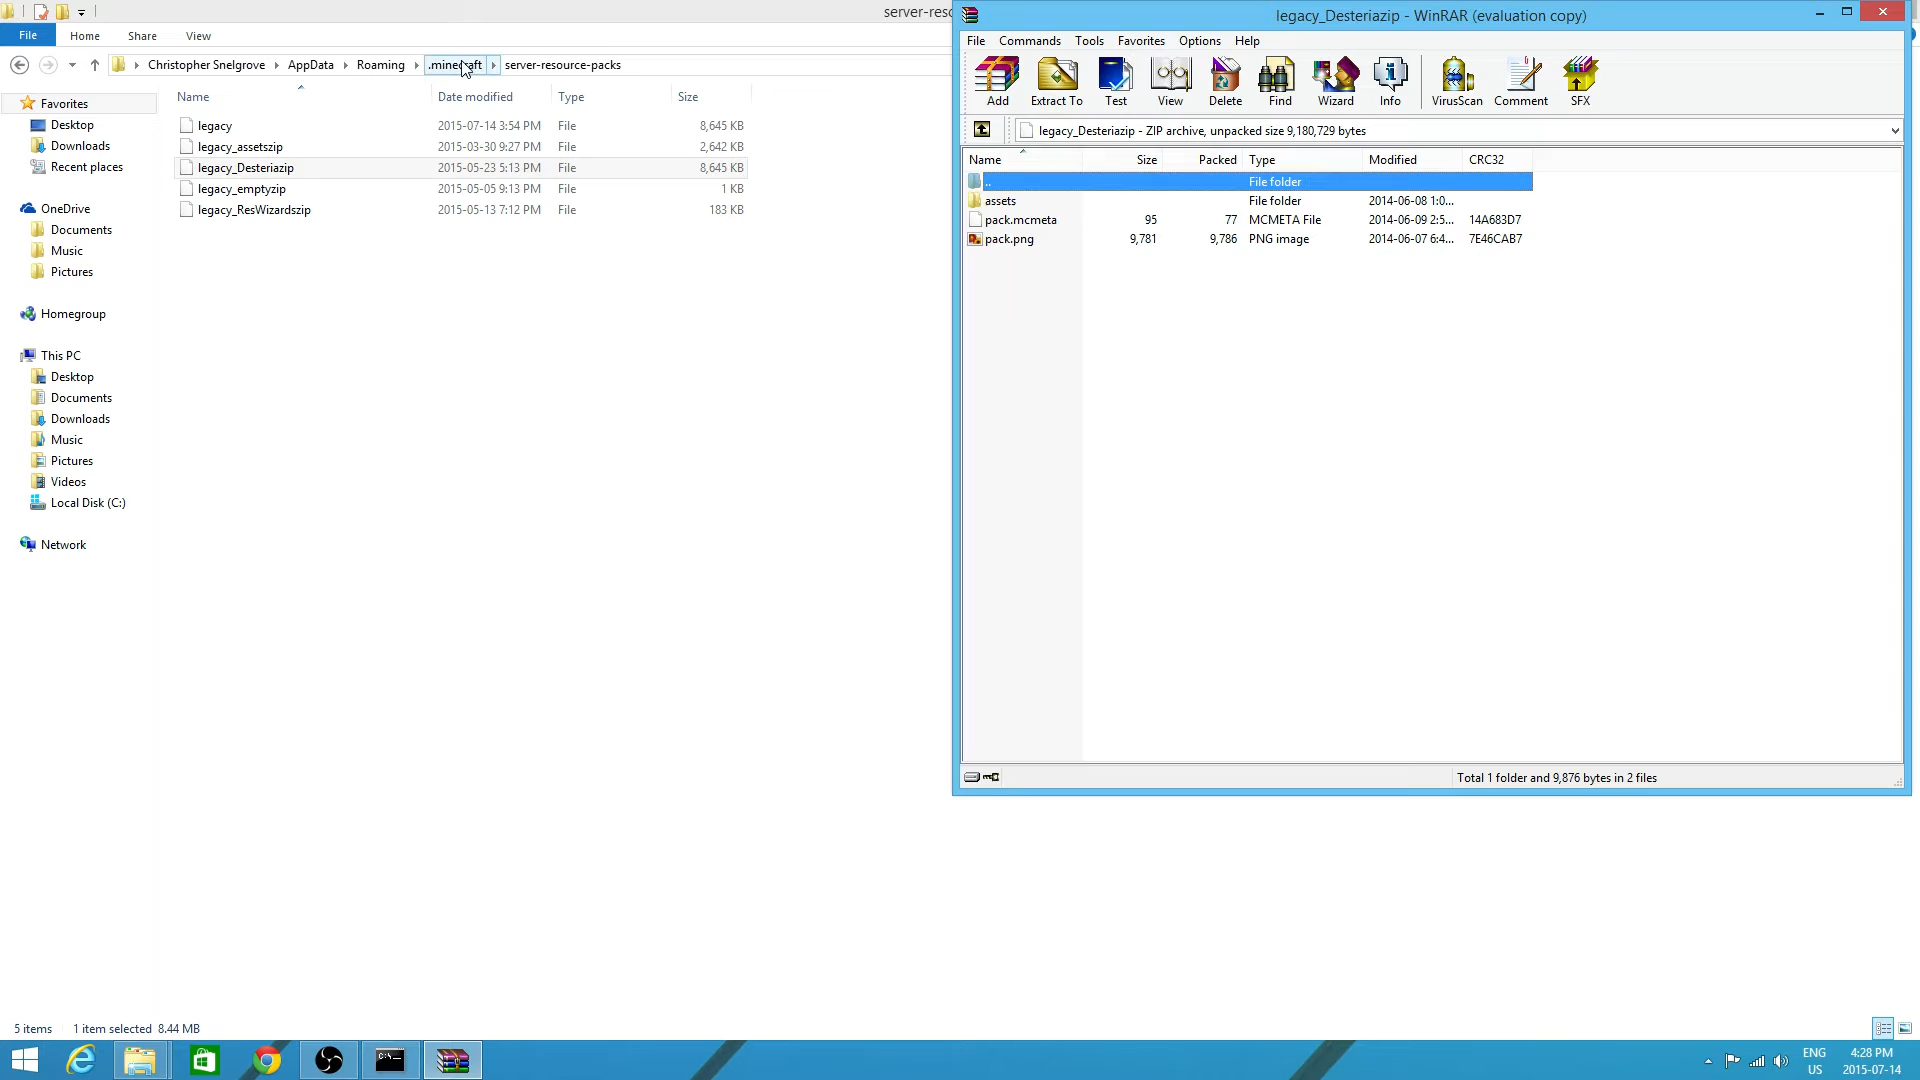 server-reso
File Home Share View
Christopher Snelgrove AppData Roaming .minecraft server-resource-packs
Name Date modified Type Size
legacy 2015-07-14 3:54 PM File 8,645 KB
legacy_assetszip 2015-03-30 9:27 PM File 2,642 KB
legacy_Desteriazip 2015-05-23 5:13 PM File 8,645 KB
legacy_emptyzip 2015-05-05 9:13 PM File 1 KB
legacy_ResWizardszip 2015-05-13 7:12 PM File 183 KB
Favorites
Desktop
Downloads
Recent places
OneDrive
Documents
Music
Pictures
Homegroup
This PC
Desktop
Documents
Downloads
Music
Pictures
Videos
Local Disk (C:)
Network
5 items 1 item selected 8.44 MB
legacy_Desteriazip - WinRAR (evaluation copy)
File Commands Tools Favorites Options Help
Add Extract To Test View Delete Find Wizard Info VirusScan Comment SFX
legacy_Desteriazip - ZIP archive, unpacked size 9,180,729 bytes
Name Size Packed Type Modified CRC32
.. File folder
assets File folder 2014-06-08 1:0...
pack.mcmeta 95 77 MCMETA File 2014-06-09 2:5... 14A683D7
pack.png 9,781 9,786 PNG image 2014-06-07 6:4... 7E46CAB7
Total 1 folder and 9,876 bytes in 2 files
C:\_
ENG 4:28 PM
US 2015-07-14